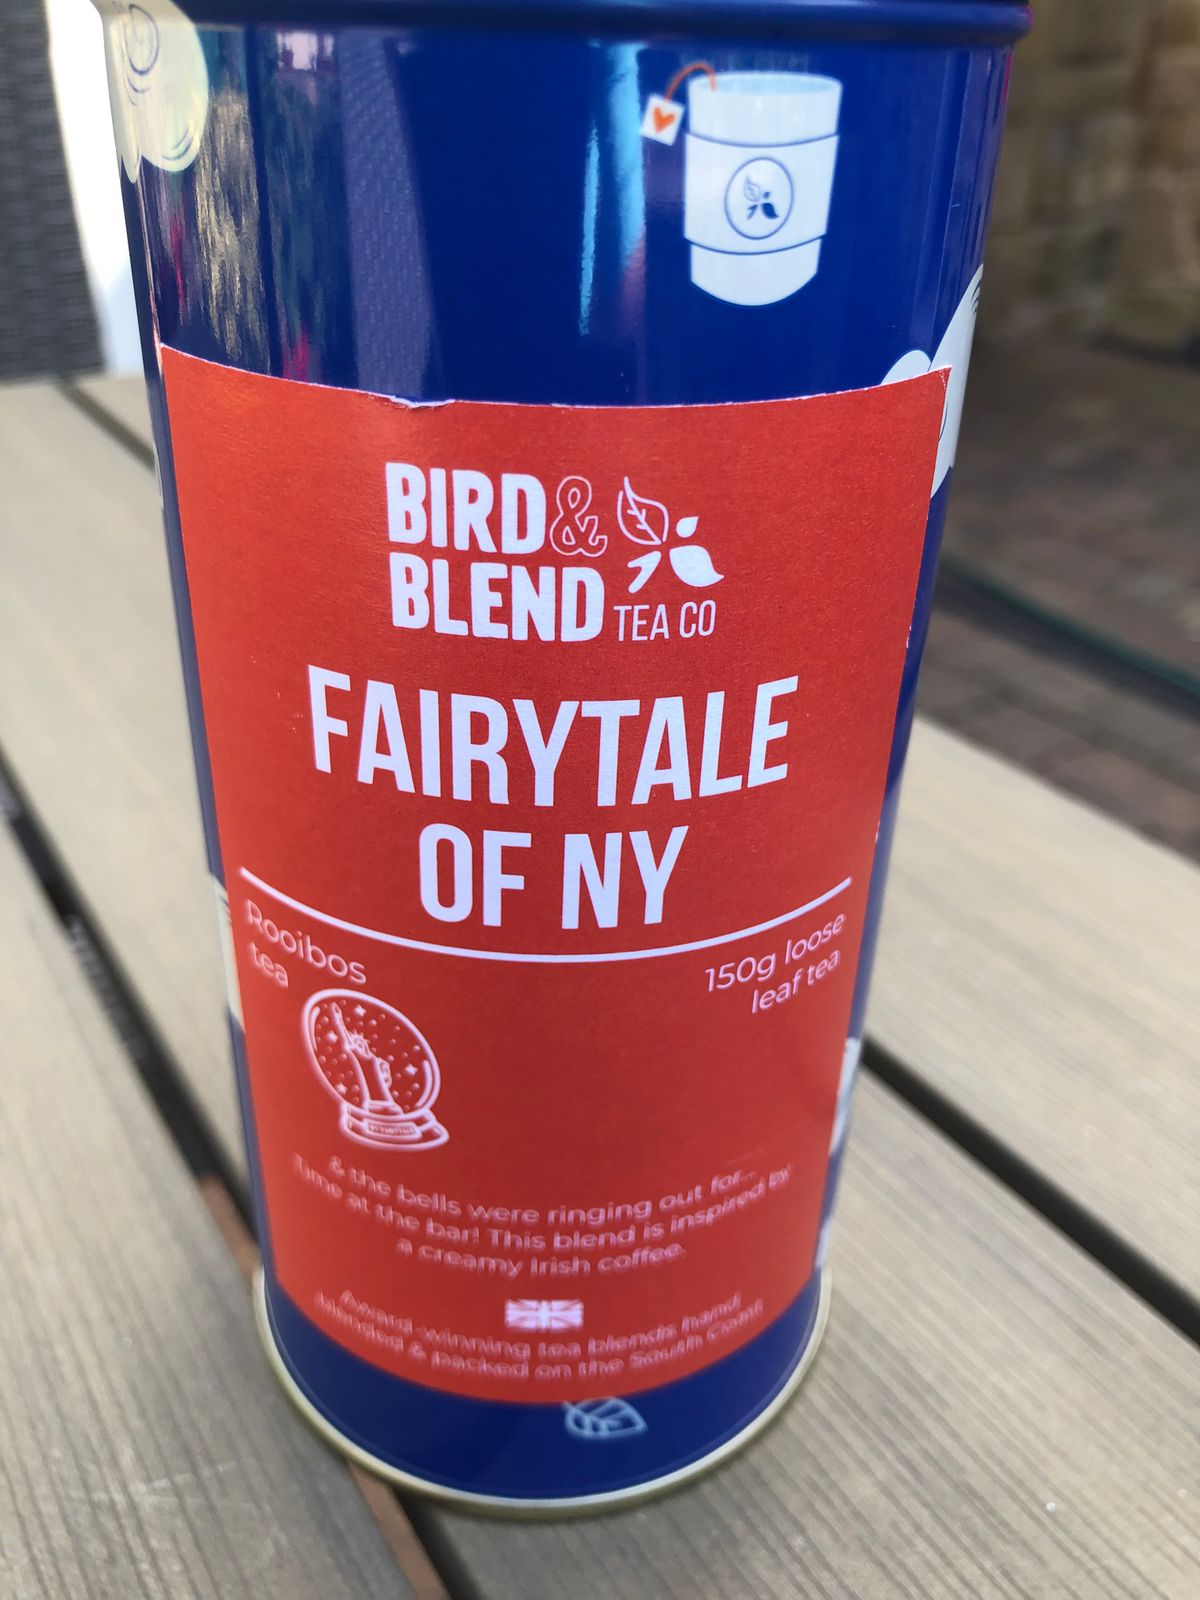 BIRD &
BLEND TEA CO
FAIRYTALE
OF NY
Rooibos
tea
150g loose
leaf tea
& the bells were ringing out for...
Time at the bar! This blend is inspired by
a creamy Irish coffee.
Award-winning tea blends hand
blended & packed on the South Coast